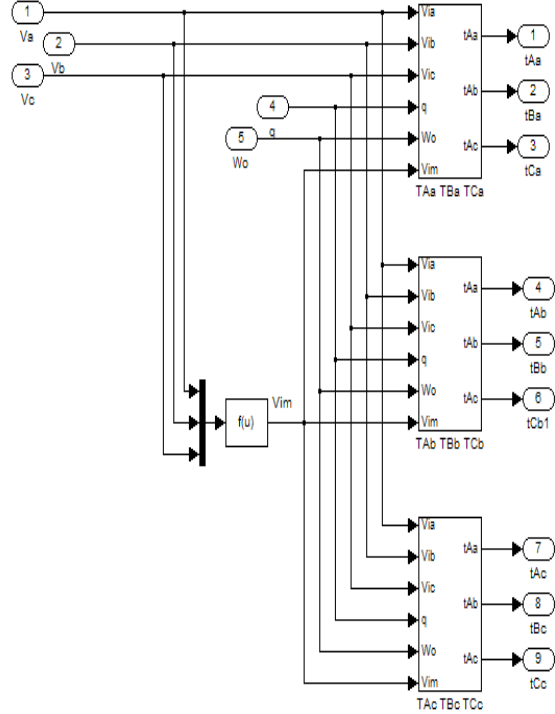 1
Va
2
Vb
3
Vc
4
q
5
Wo
Via
Vib
Vic
q
Wo
Vim
tAa
tAb
tAc
TAa TBa TCa
1
tAa
2
tBa
3
tCa
Via
Vib
Vic
q
Wo
Vim
tAa
tAb
tAc
TAb TBb TCb
4
tAb
5
tBb
6
tCb1
f(u)
Vim
Via
Vib
Vic
q
Wo
Vim
tAa
tAb
tAc
TAc TBc TCc
7
tAc
8
tBc
9
tCc